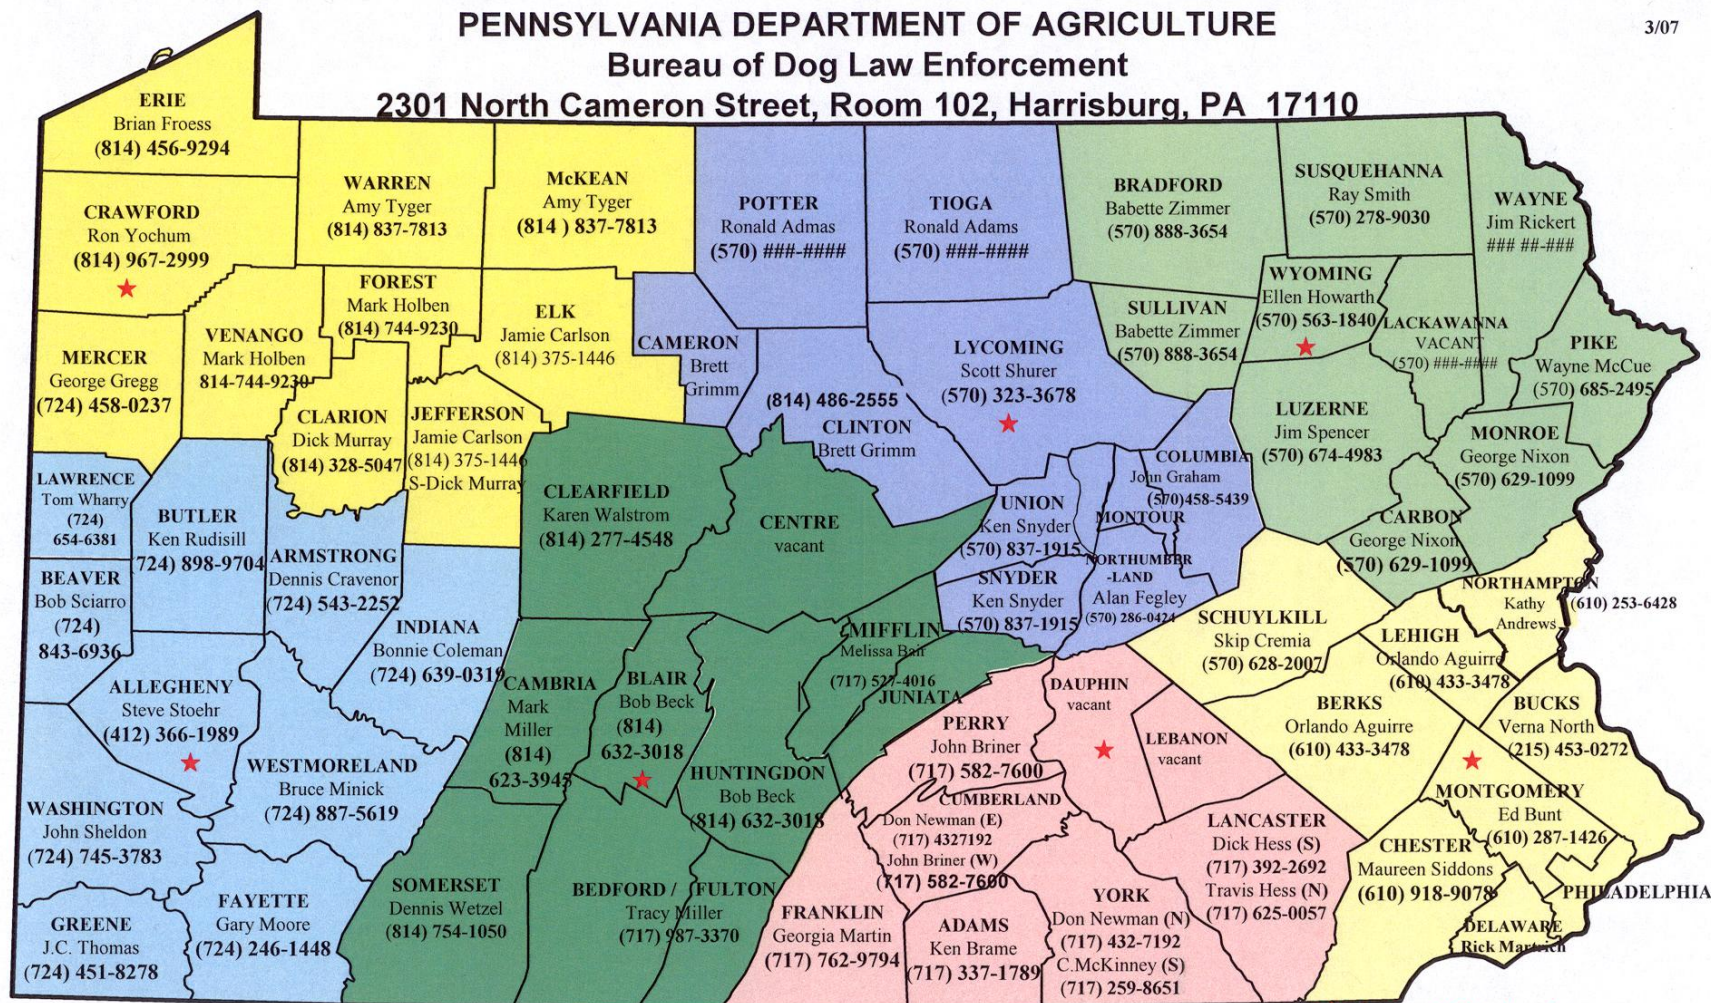 PENNSYLVANIA DEPARTMENT OF AGRICULTURE
3/07
Bureau of Dog Law Enforcement
2301 North Cameron Street, Room 102, Harrisburg, PA 17110
ERIE
Brian Froess
(814) 456-9294
CRAWFORD
Ron Yochum
(814) 967-2999
WARREN
Amy Tyger
(814) 837-7813
McKEAN
Amy Tyger
(814 ) 837-7813
POTTER
Ronald Admas
(570) ###-####
TIOGA
Ronald Adams
(570) ###-####
BRADFORD
Babette Zimmer
(570) 888-3654
SUSQUEHANNA
Ray Smith
(570) 278-9030
WAYNE
Jim Rickert
### ##-###
MERCER
George Gregg
(724) 458-0237
VENANGO
Mark Holben
814-744-9230
FOREST
Mark Holben
(814) 744-9230
ELK
Jamie Carlson
(814) 375-1446
CAMERON
Brett
Grimm
(814) 486-2555
CLINTON
Brett Grimm
LYCOMING
Scott Shurer
(570) 323-3678
SULLIVAN
Babette Zimmer
(570) 888-3654
WYOMING
Ellen Howarth
(570) 563-1840
LACKAWANNA
VACANT
(570) ###-####
PIKE
Wayne McCue
(570) 685-2495
CLARION
Dick Murray
(814) 328-5047
JEFFERSON
Jamie Carlson
(814) 375-1446
S-Dick Murray
LUZERNE
Jim Spencer
(570) 674-4983
MONROE
George Nixon
(570) 629-1099
LAWRENCE
Tom Wharry
(724)
654-6381
BUTLER
Ken Rudisill
(724) 898-9704
ARMSTRONG
Dennis Cravenor
(724) 543-2252
CLEARFIELD
Karen Walstrom
(814) 277-4548
CENTRE
vacant
UNION
Ken Snyder
(570) 837-1915
COLUMBIA
John Graham
(570)458-5439
MONTOUR
CARBON
George Nixon
(570) 629-1099
BEAVER
Bob Sciarro
(724)
843-6936
INDIANA
Bonnie Coleman
(724) 639-0319
SNYDER
Ken Snyder
(570) 837-1915
NORTHUMBER
-LAND
Alan Fegley
(570) 286-0424
SCHUYLKILL
Skip Cremia
(570) 628-2007
NORTHAMPTON
Kathy
Andrews
(610) 253-6428
LEHIGH
Orlando Aguirre
(610) 433-3478
ALLEGHENY
Steve Stoehr
(412) 366-1989
CAMBRIA
Mark
Miller
(814)
623-3945
BLAIR
Bob Beck
(814)
632-3018
MIFFLIN
Melissa Bair
(717) 527-4016
JUNIATA
PERRY
John Briner
(717) 582-7600
DAUPHIN
vacant
LEBANON
vacant
BERKS
Orlando Aguirre
(610) 433-3478
BUCKS
Verna North
(215) 453-0272
WESTMORELAND
Bruce Minick
(724) 887-5619
HUNTINGDON
Bob Beck
(814) 632-3018
WASHINGTON
John Sheldon
(724) 745-3783
CUMBERLAND
Don Newman (E)
(717) 4327192
John Briner (W)
(717) 582-7600
LANCASTER
Dick Hess (S)
(717) 392-2692
Travis Hess (N)
(717) 625-0057
CHESTER
Maureen Siddons
(610) 918-9078
MONTGOMERY
Ed Bunt
(610) 287-1426
PHILADELPHIA
GREENE
J.C. Thomas
(724) 451-8278
FAYETTE
Gary Moore
(724) 246-1448
SOMERSET
Dennis Wetzel
(814) 754-1050
BEDFORD / FULTON
Tracy Miller
(717) 987-3370
FRANKLIN
Georgia Martin
(717) 762-9794
ADAMS
Ken Brame
(717) 337-1789
YORK
Don Newman (N)
(717) 432-7192
C.McKinney (S)
(717) 259-8651
DELAWARE
Rick Martrich